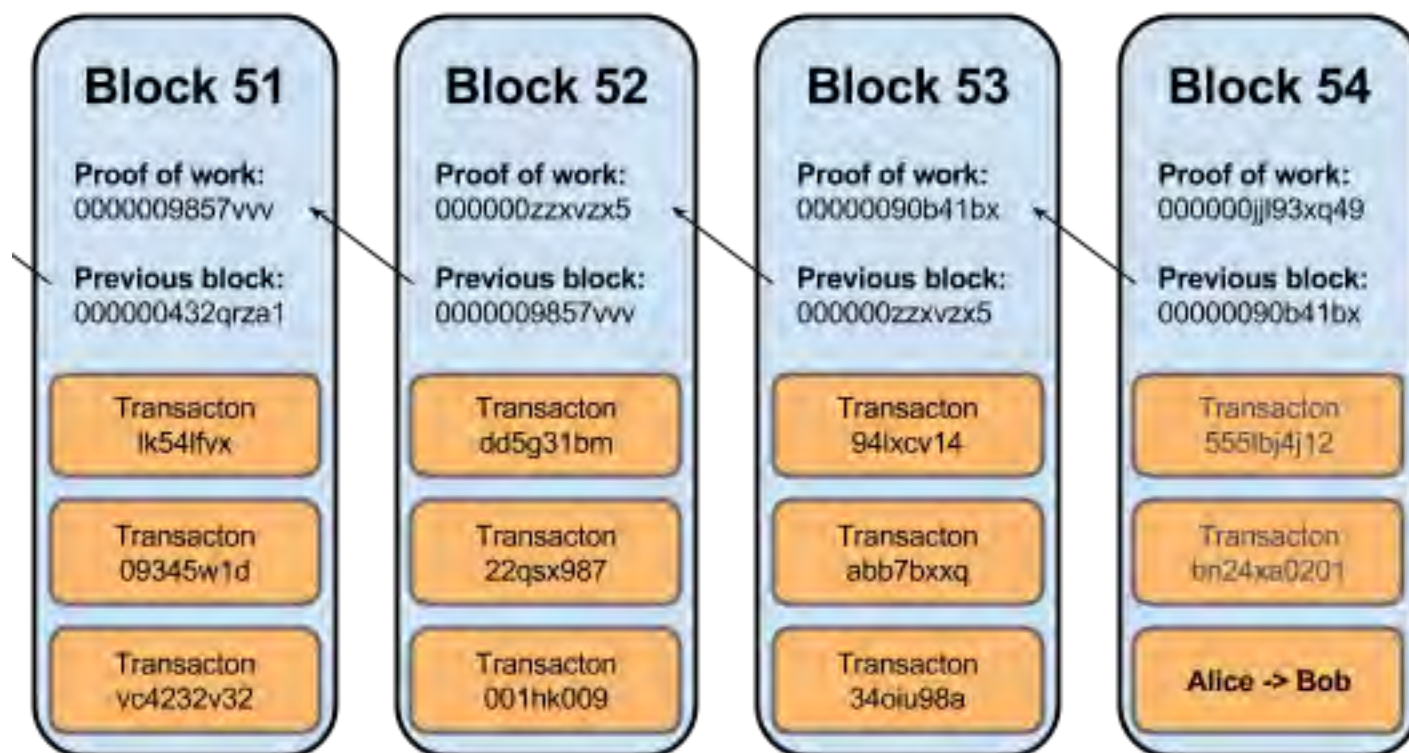 Block 51
Proof of work:
0000009857vvv
Previous block:
000000432qrza1
Transacton
lk54lfvx
Transacton
09345w1d
Transacton
vc4232v32
Block 52
Proof of work:
000000zzxvzx5
Previous block:
0000009857vvv
Transacton
dd5g31bm
Transacton
22qsx987
Transacton
001hk009
Block 53
Proof of work:
00000090b41bx
Previous block:
000000zzxvzx5
Transacton
94lxcv14
Transacton
abb7bxxq
Transacton
34oiu98a
Block 54
Proof of work:
000000jjl93xq49
Previous block:
00000090b41bx
Transacton
555lbj4j12
Transacton
bn24xa0201
Alice -> Bob